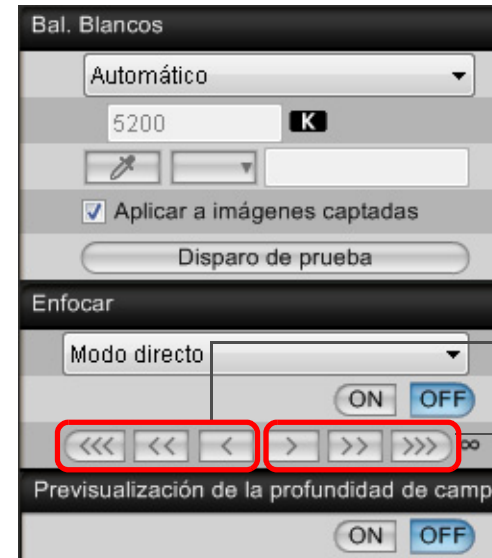 Bal. Blancos
Automático
5200 K
Aplicar a imágenes captadas
Disparo de prueba
Enfocar
Modo directo
ON OFF
<<< << < > >> >>> ∞
Previsualización de la profundidad de camp
ON OFF